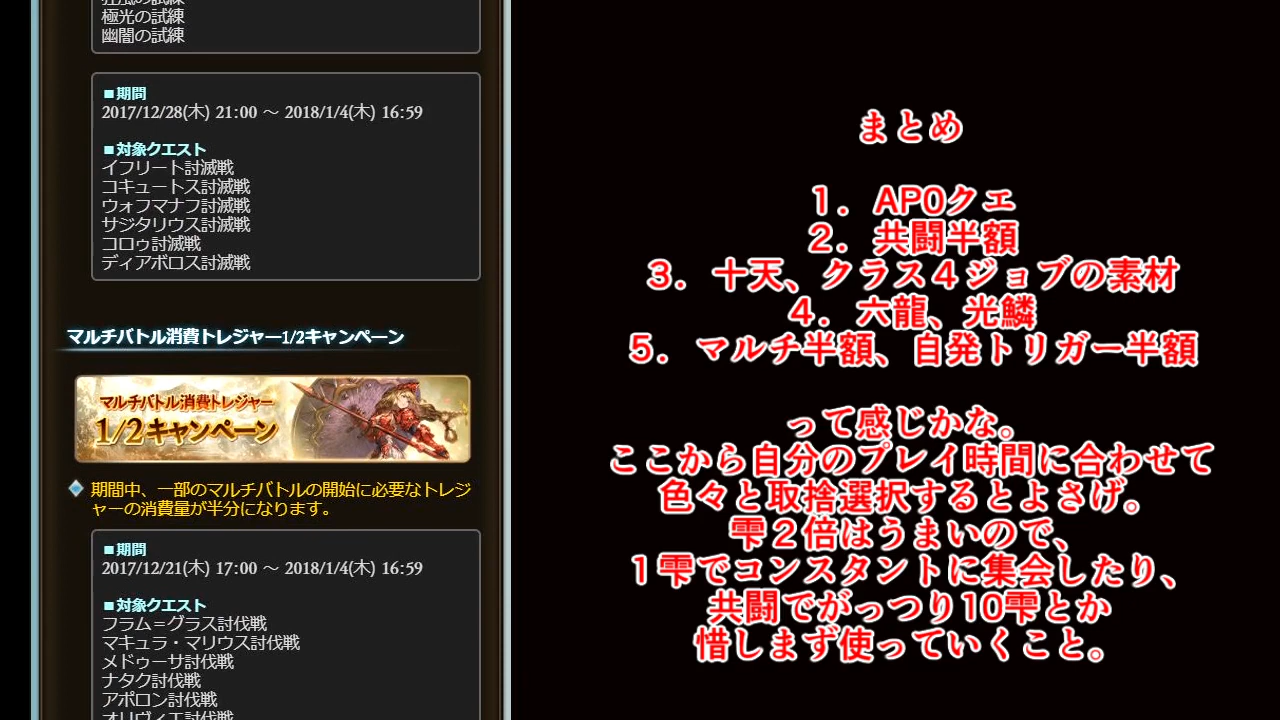 狂風の試練
極光の試練
幽闇の試練
■期間
2017/12/28(木) 21:00 ～ 2018/1/4(木) 16:59
■対象クエスト
イフリート討滅戦
コキュートス討滅戦
ウォフマナフ討滅戦
サジタリウス討滅戦
コロゥ討滅戦
ディアボロス討滅戦
マルチバトル消費トレジャー1/2キャンペーン
マルチバトル消費トレジャー
1/2キャンペーン
期間中、一部のマルチバトルの開始に必要なトレジ
ャーの消費量が半分になります。
■期間
2017/12/21(木) 17:00 ～ 2018/1/4(木) 16:59
■対象クエスト
フラム＝グラス討伐戦
マキュラ・マリウス討伐戦
メドゥーサ討伐戦
ナタク討伐戦
アポロン討伐戦
オリヴィエ討伐戦
まとめ
１．AP0クエ
２．共闘半額
３．十天、クラス４ジョブの素材
４．六龍、光鱗
５．マルチ半額、自発トリガー半額
って感じかな。
ここから自分のプレイ時間に合わせて
色々と取捨選択するとよさげ。
雫２倍はうまいので、
１雫でコンスタントに集会したり、
共闘でがっつり10雫とか
惜しまず使っていくこと。